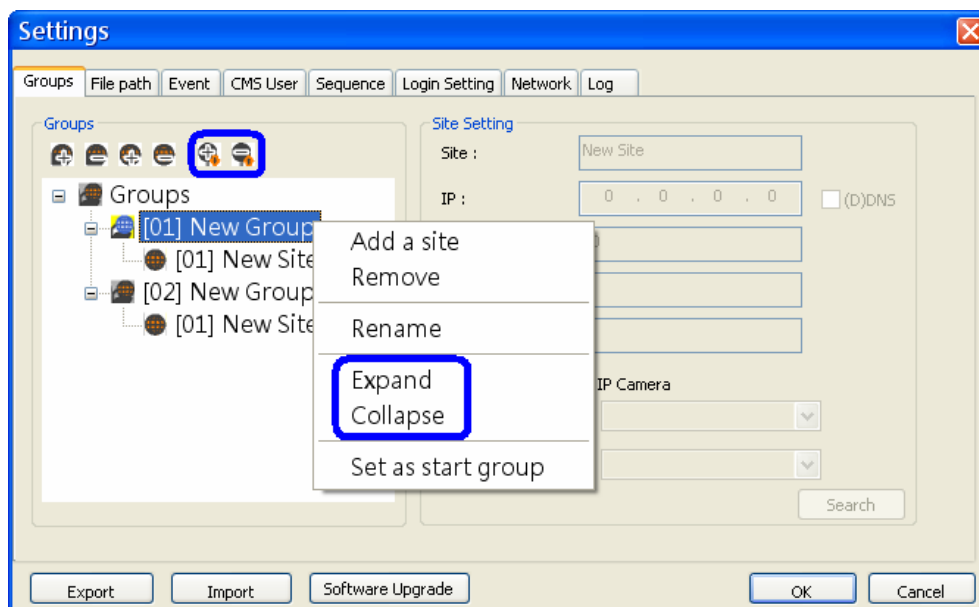 Settings
Groups File path Event CMS User Sequence Login Setting Network Log
Groups
Groups
[01] New Group
[01] New Site
[02] New Group
[01] New Site
Add a site
Remove
Rename
Expand
Collapse
Set as start group
Site Setting
Site : New Site
IP : 0 . 0 . 0 . 0 (D)DNS
IP Camera
Search
Export Import Software Upgrade OK Cancel